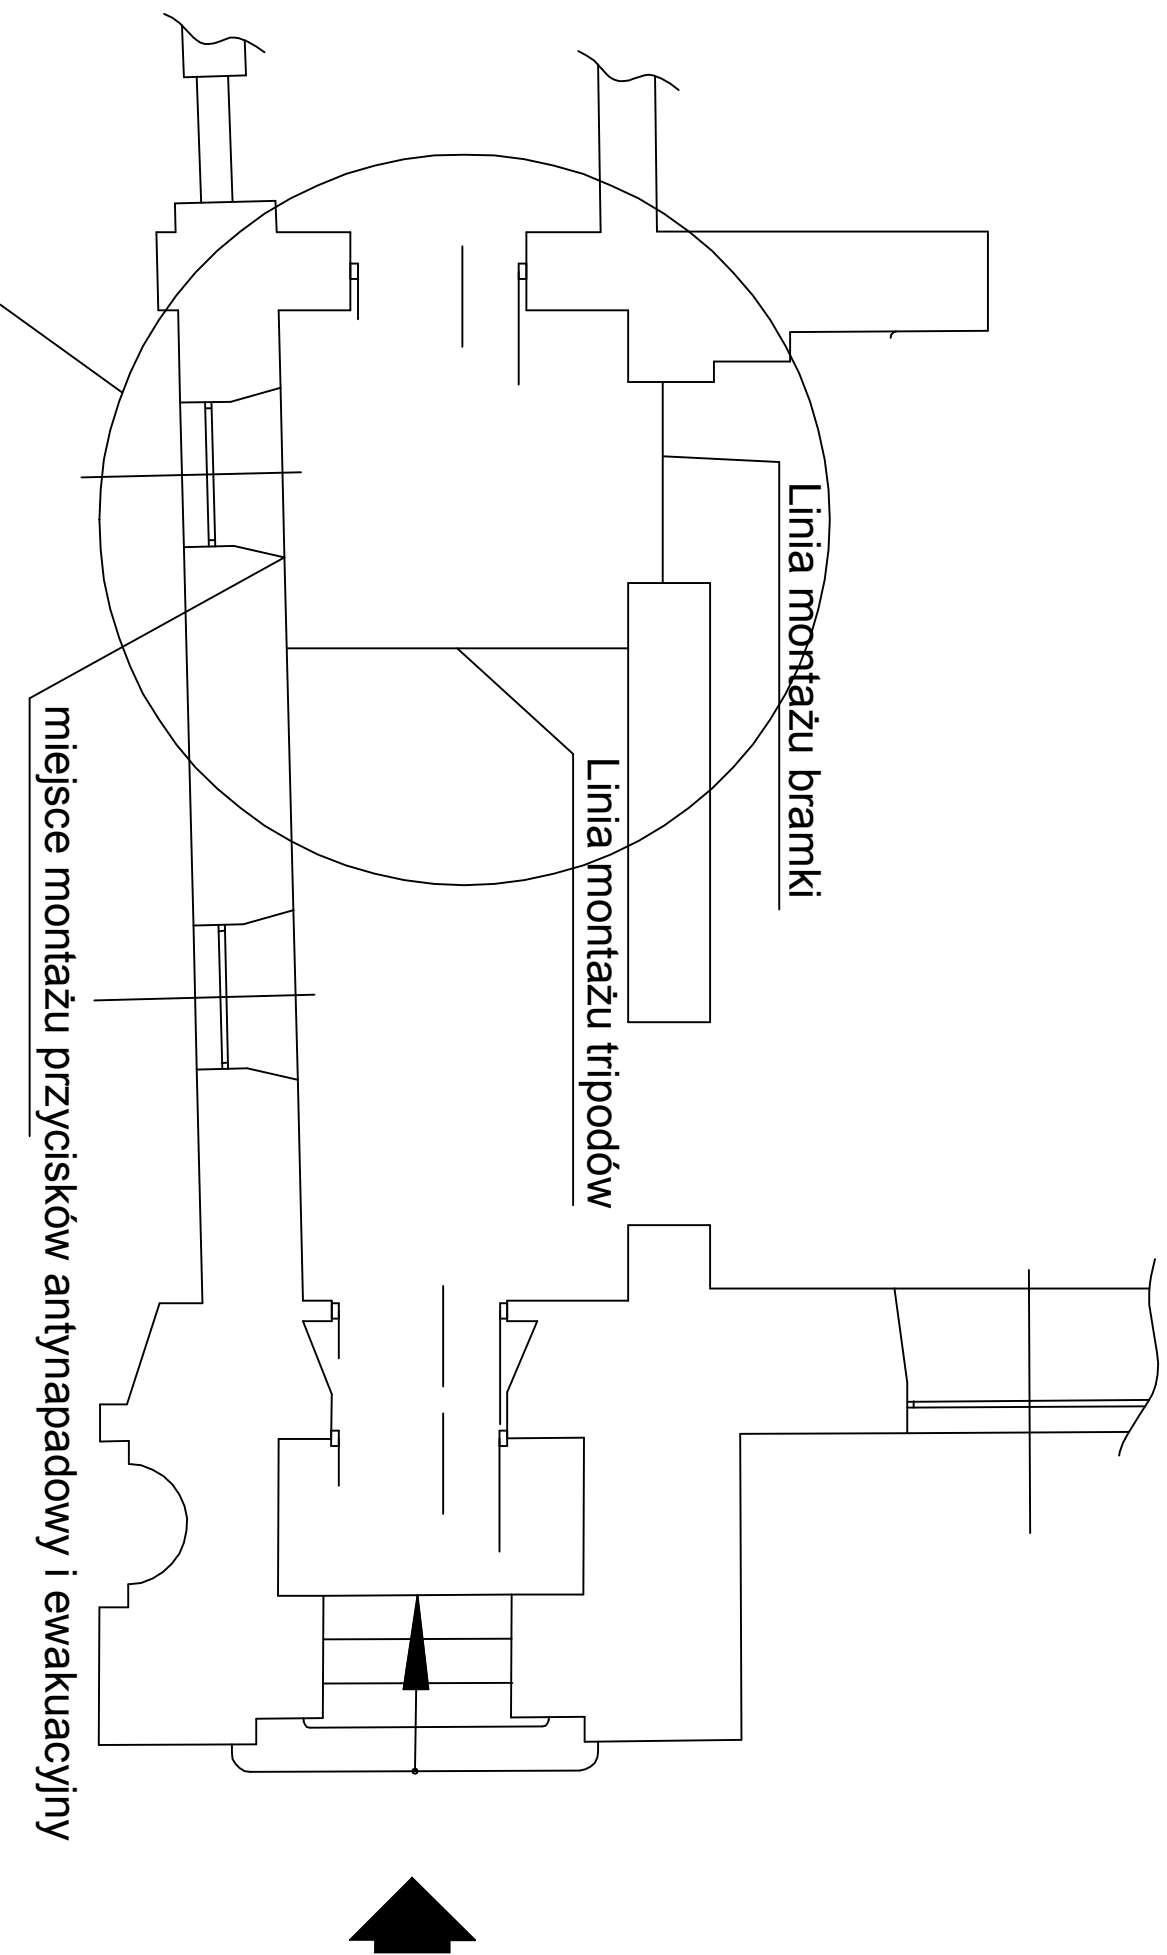 Linia montażu bramki
Linia montażu tripodów
miejsce montażu przycisków antynapadowy i ewakuacyjny